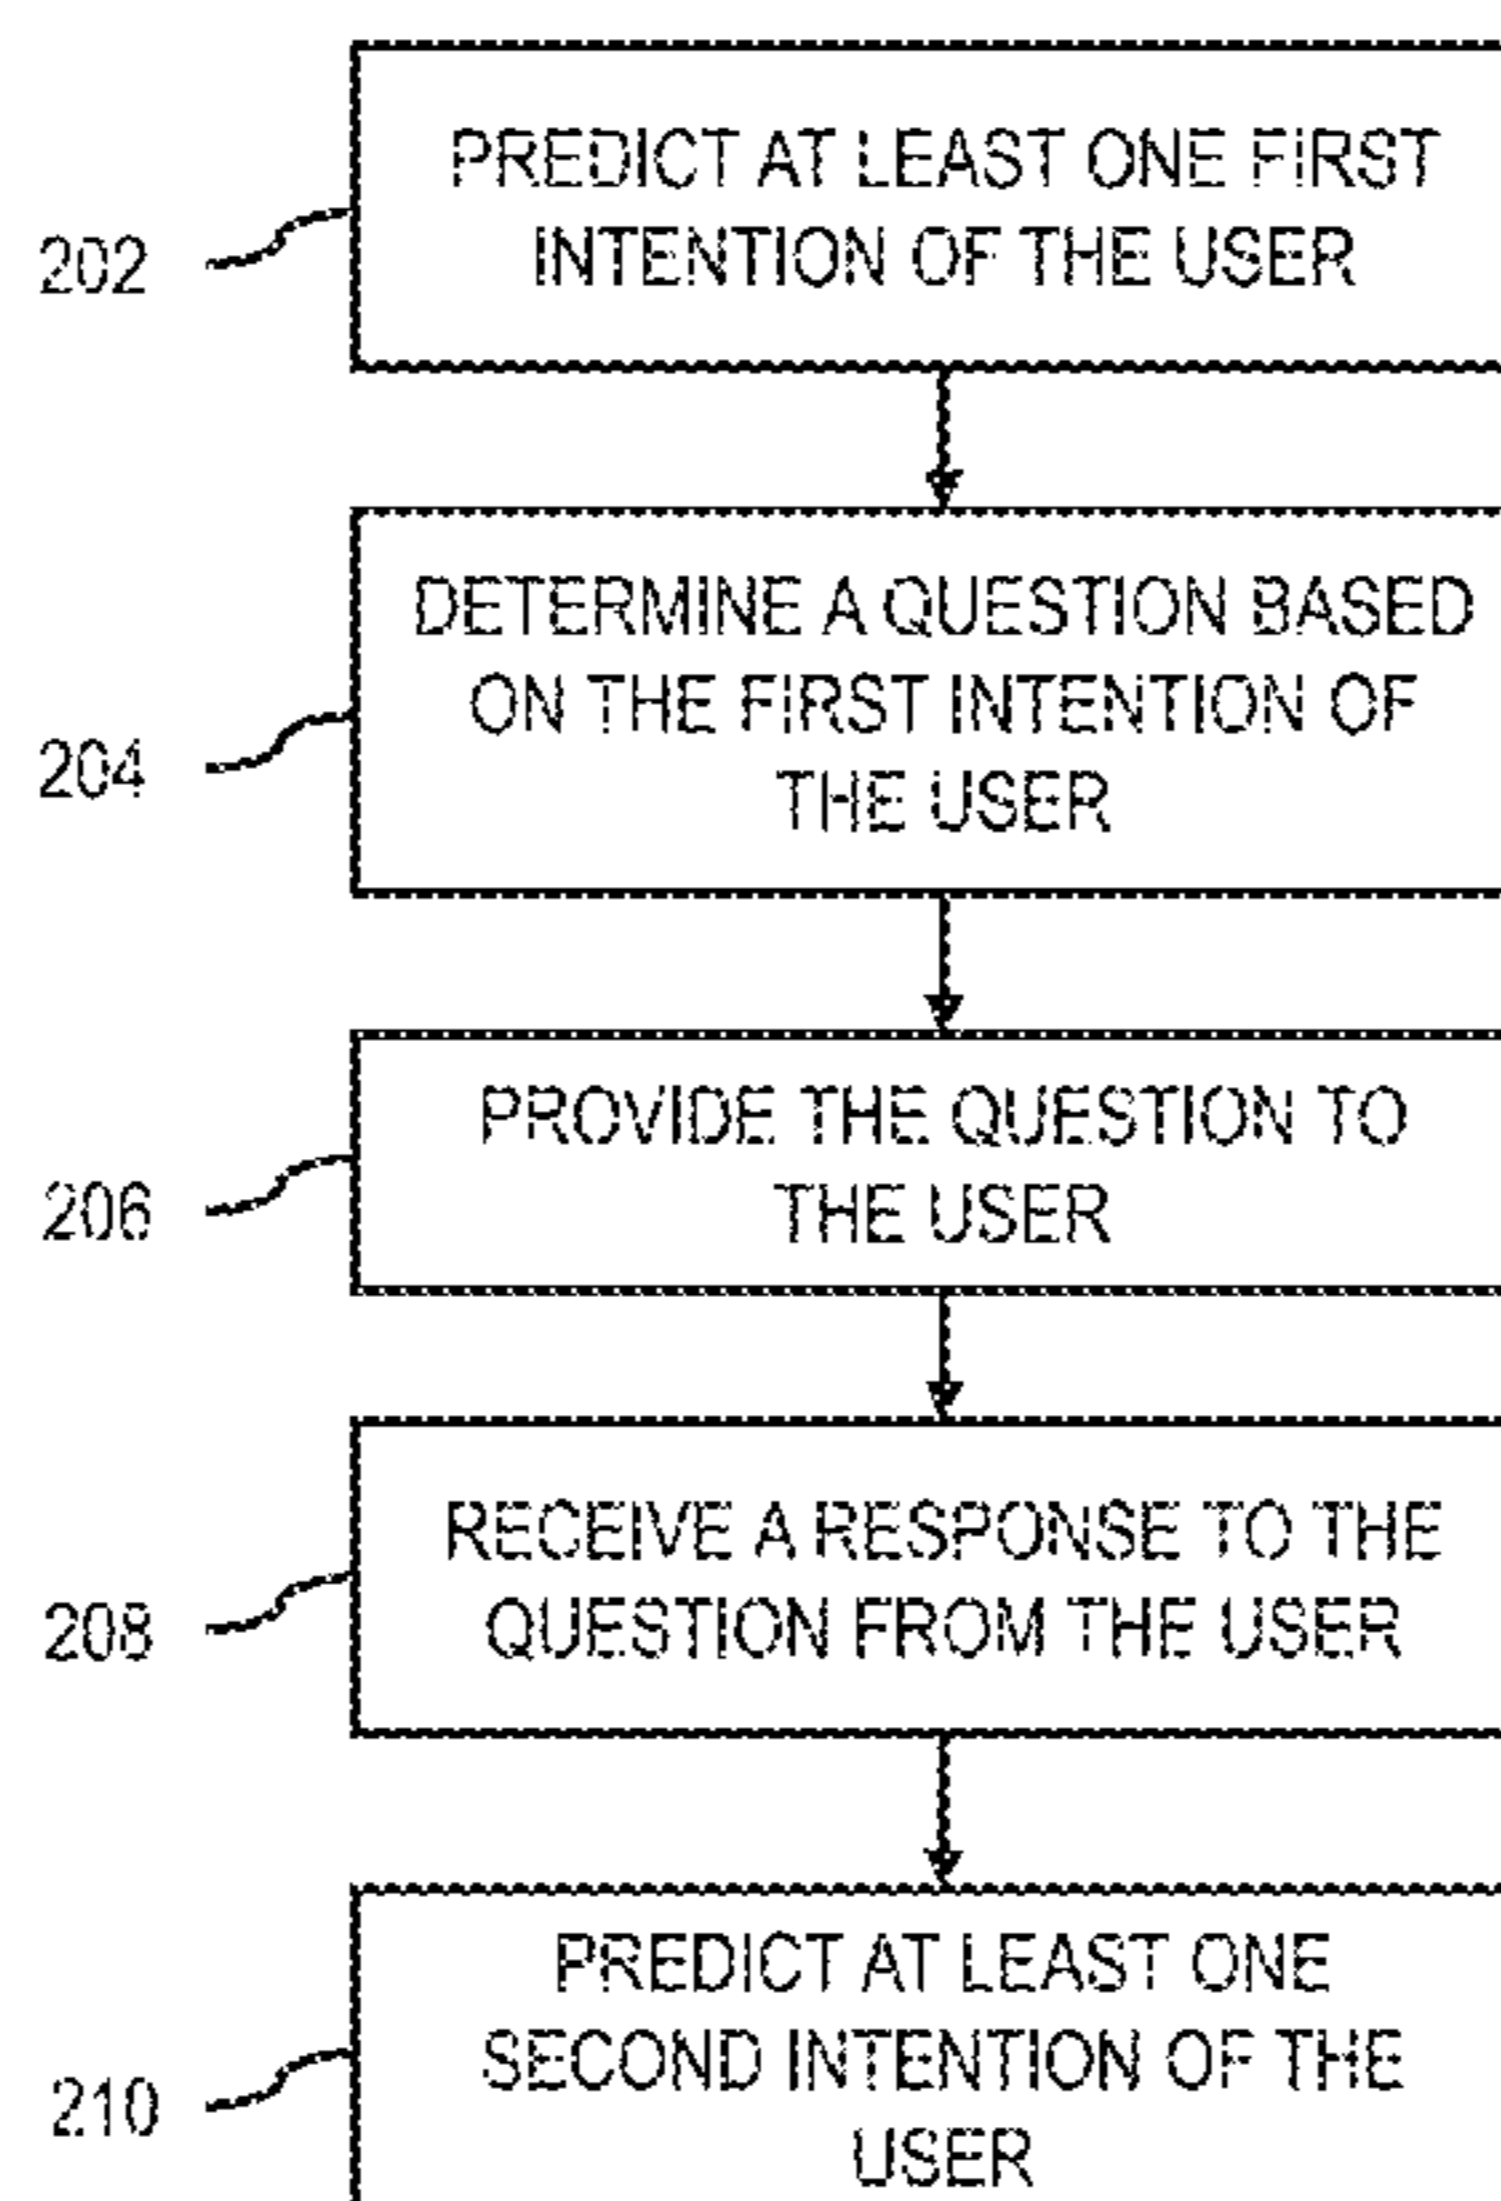 PREDICT AT LEAST ONE FIRST
INTENTION OF THE USER
202
DETERMINE A QUESTION BASED
ON THE FIRST INTENTION OF
THE USER
204
PROVIDE THE QUESTION TO
THE USER
206
RECEIVE A RESPONSE TO THE
QUESTION FROM THE USER
208
PREDICT AT LEAST ONE
SECOND INTENTION OF THE
USER
210